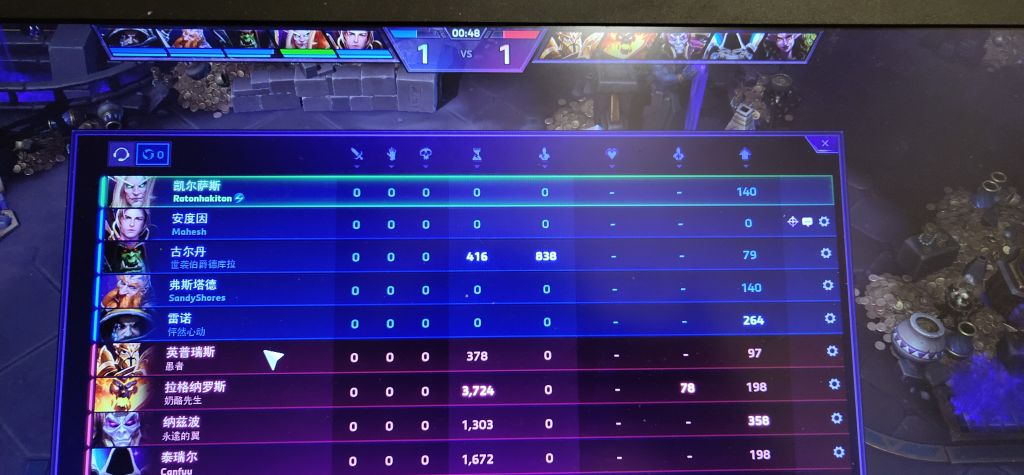 00:48
1 VS 1
0
凯尔萨斯 0 0 0 0 0 - - 140
Ratonhakiton
安度因 0 0 0 0 0 - - 0
Mahesh
古尔丹 0 0 0 416 838 - - 79
世袭伯爵德库拉
弗斯塔德 0 0 0 0 0 - - 140
SandyShores
雷诺 0 0 0 0 0 - - 264
怦然心动
英普瑞斯 0 0 0 378 0 - - 97
愚者
拉格纳罗斯 0 0 0 3,724 0 - 78 198
奶酪先生
纳兹波 0 0 0 1,303 0 - - 358
永遠的翼
泰瑞尔 0 0 0 1,672 0 - - 198
Canfuu